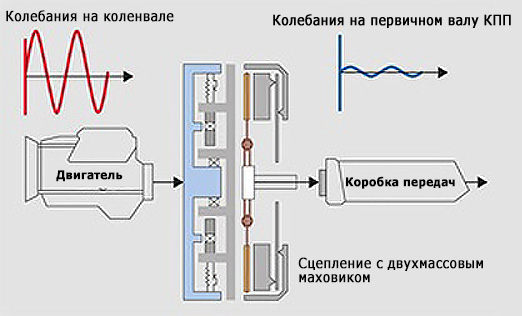 Колебания на коленвале
Колебания на первичном валу КПП
Двигатель
Коробка передач
Сцепление с двухмассовым
маховиком